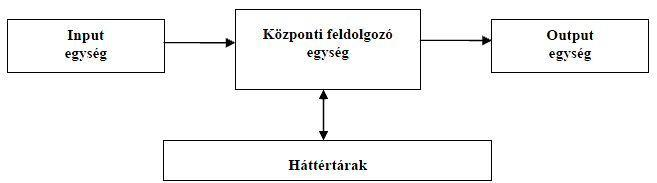 Input
egység
Központi feldolgozó
egység
Output
egység
Háttértárak